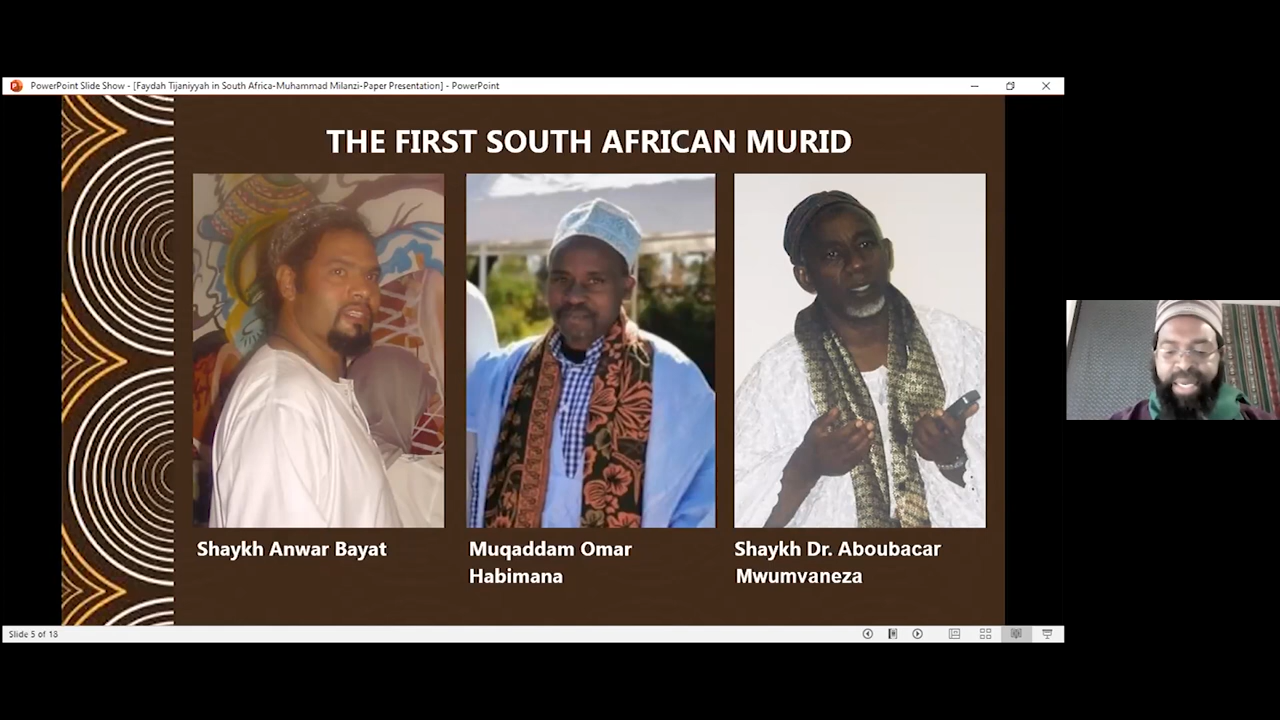 PowerPoint Slide Show - [Faydah Tijaniyyah in South Africa-Muhammad Milanzi-Paper Presentation] - PowerPoint
THE FIRST SOUTH AFRICAN MURID
Shaykh Anwar Bayat
Muqaddam Omar
Habimana
Shaykh Dr. Aboubacar
Mwumvaneza
Slide 5 of 18